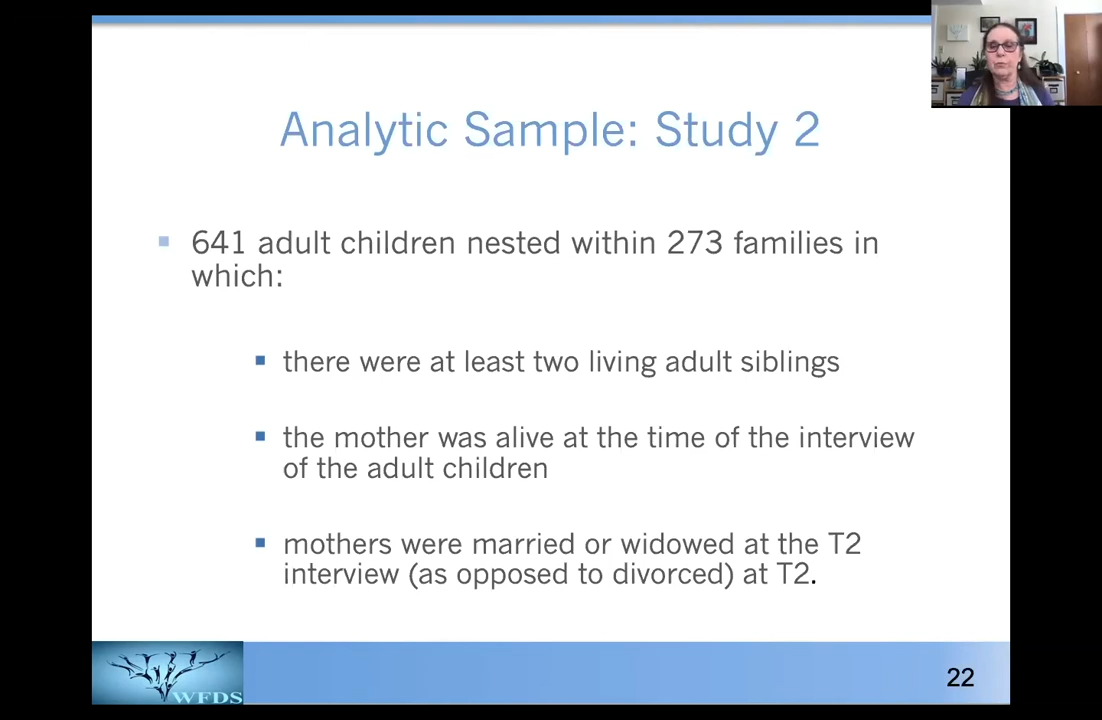 Analytic Sample: Study 2
641 adult children nested within 273 families in
which:
there were at least two living adult siblings
the mother was alive at the time of the interview
of the adult children
mothers were married or widowed at the T2
interview (as opposed to divorced) at T2.
WFDS
22